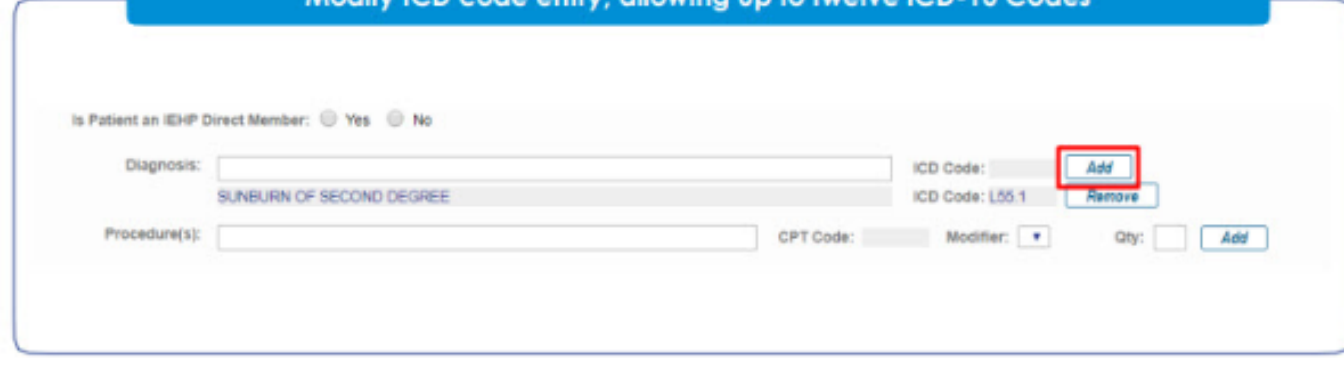 Modify ICD code entry, allowing up to twelve ICD-10 Codes
Is Patient an IEHP Direct Member: Yes No
Diagnosis: ICD Code: Add
SUNBURN OF SECOND DEGREE ICD Code: L55.1 Remove
Procedure(s): CPT Code: Modifier: Qty: Add